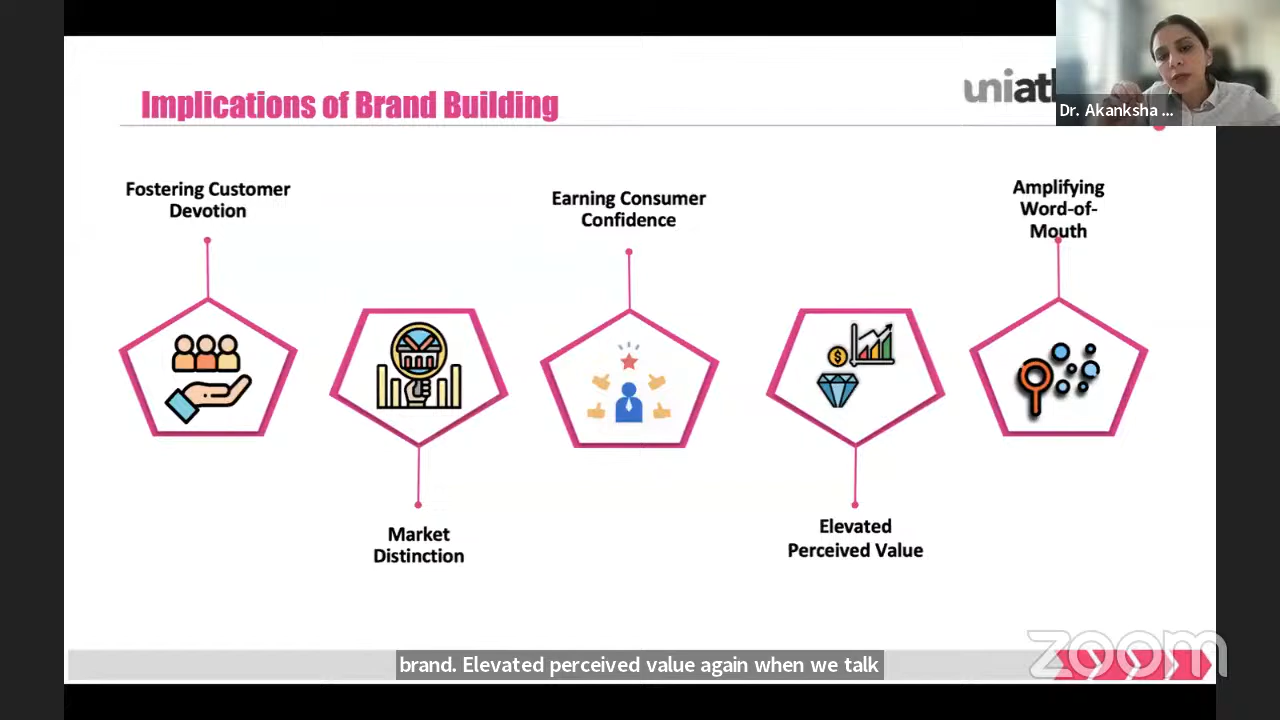 Implications of Brand Building
Dr. Akanksha ...
Fostering Customer
Devotion
Earning Consumer
Confidence
Amplifying
Word-of-
Mouth
Market
Distinction
Elevated
Perceived Value
brand. Elevated perceived value again when we talk
zoom